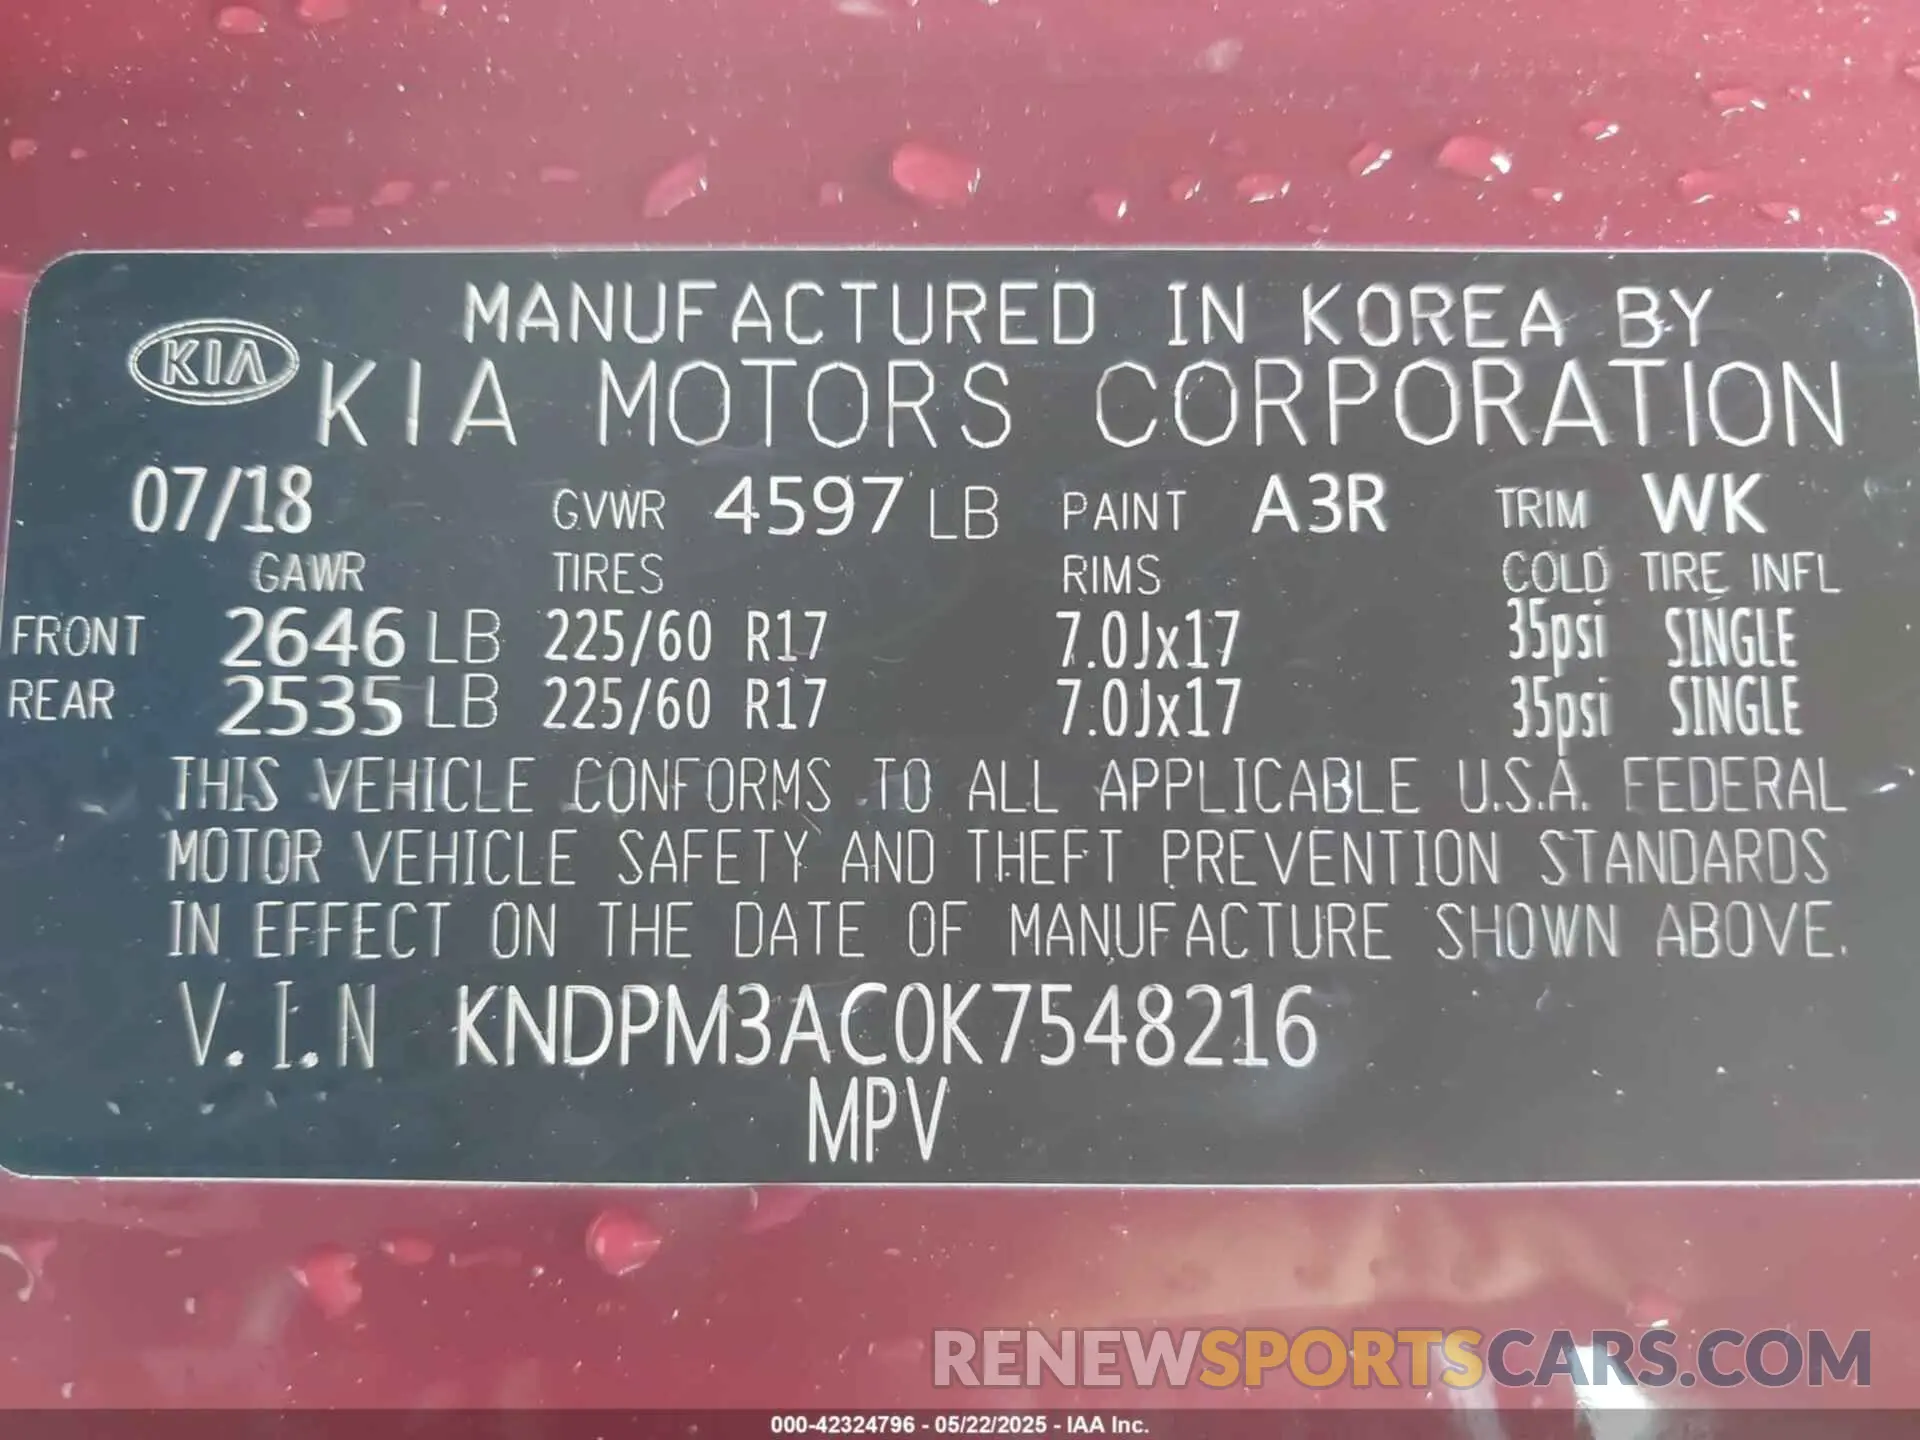 MANUFACTURED IN KOREA BY
KIA KIA MOTORS CORPORATION
07/18 GVWR 4597 LB PAINT A3R TRIM WK
GAWR TIRES RIMS COLD TIRE INFL
FRONT 2646 LB 225/60 R17 7.0Jx17 35psi SINGLE
REAR 2535 LB 225/60 R17 7.0Jx17 35psi SINGLE
THIS VEHICLE CONFORMS TO ALL APPLICABLE U.S.A. FEDERAL
MOTOR VEHICLE SAFETY AND THEFT PREVENTION STANDARDS
IN EFFECT ON THE DATE OF MANUFACTURE SHOWN ABOVE.
V.I.N KNDPM3AC0K7548216
MPV
RENEWSPORTSCARS.COM
000-42324796 - 05/22/2025 - IAA Inc.